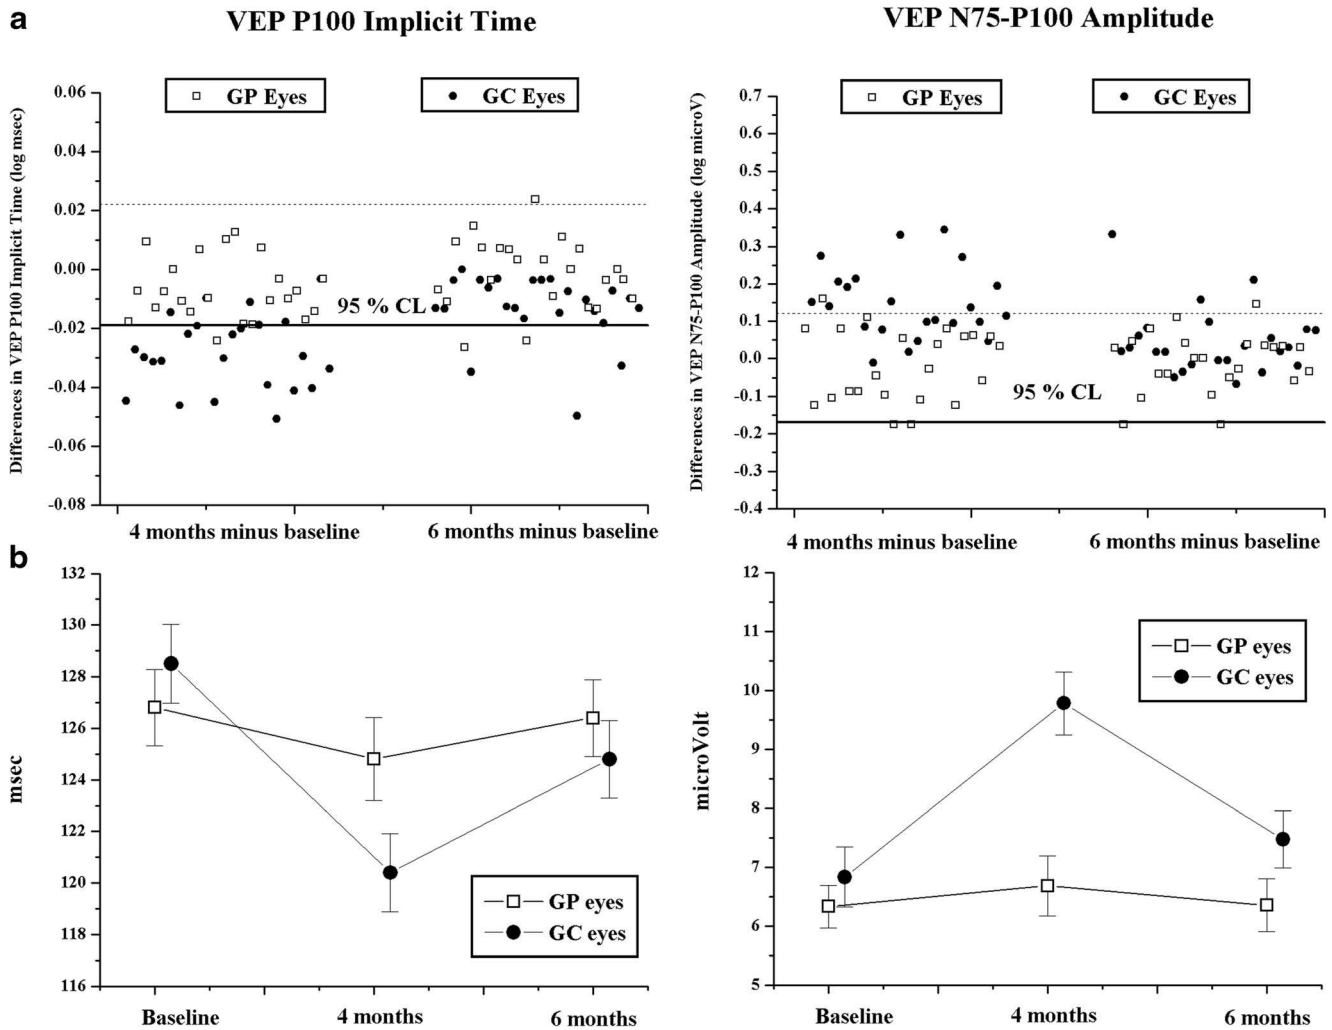 a
VEP P100 Implicit Time
VEP N75-P100 Amplitude
GP Eyes
GC Eyes
Differences in VEP P100 Implicit Time (log msec)
0.06
0.04
0.02
0.00
-0.02
-0.04
-0.06
-0.08
95 % CL
4 months minus baseline
6 months minus baseline
GP Eyes
GC Eyes
Differences in VEP N75-P100 Amplitude (log microV)
0.7
0.6
0.5
0.4
0.3
0.2
0.1
0.0
-0.1
-0.2
-0.3
-0.4
95 % CL
4 months minus baseline
6 months minus baseline
b
msec
132
130
128
126
124
122
120
118
116
GP eyes
GC eyes
Baseline
4 months
6 months
microVolt
12
11
10
9
8
7
6
5
GP eyes
GC eyes
Baseline
4 months
6 months